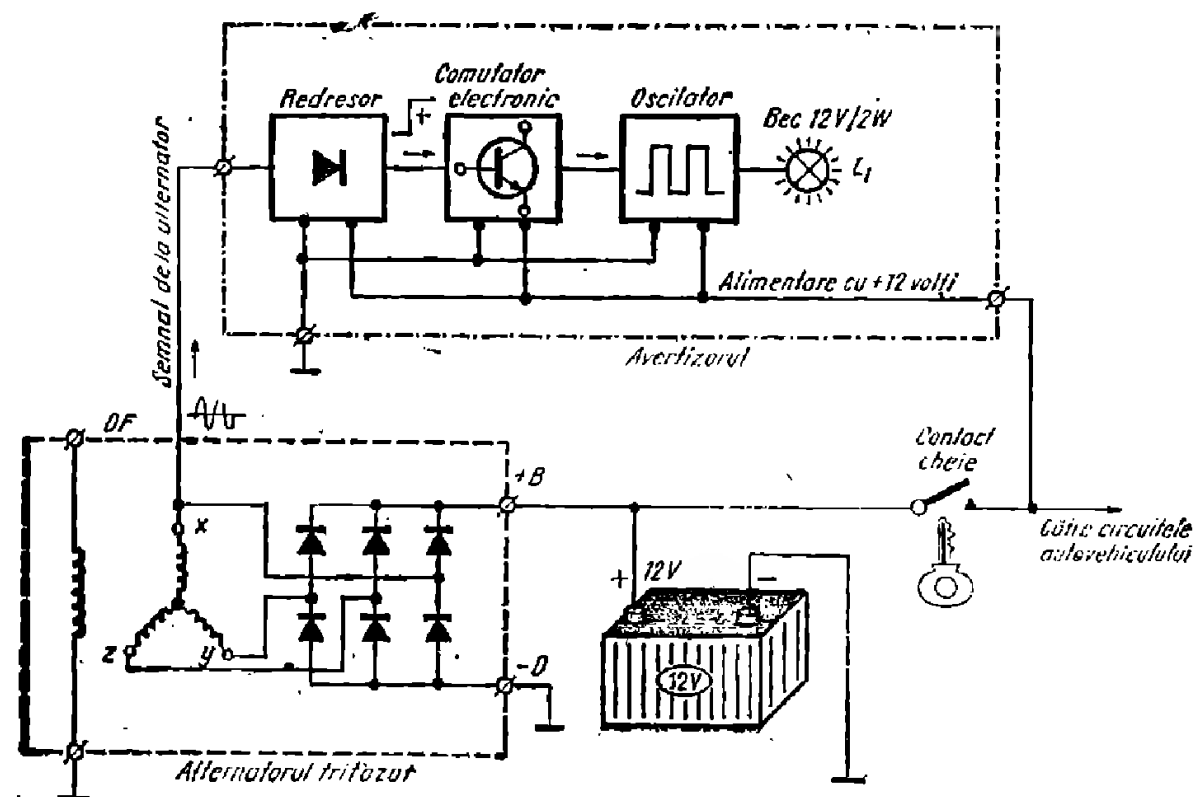 Comutator
electronic
Redresor
+
Oscilator
Bec 12V/2W
L1
Semnal de la alternator
Alimentare cu +12 volți
Avertizorul
DF
+B
Contact
cheie
x
Către circuitele
autovehiculului
+ 12V −
z y
12V
-D
Alternatorul trifazat